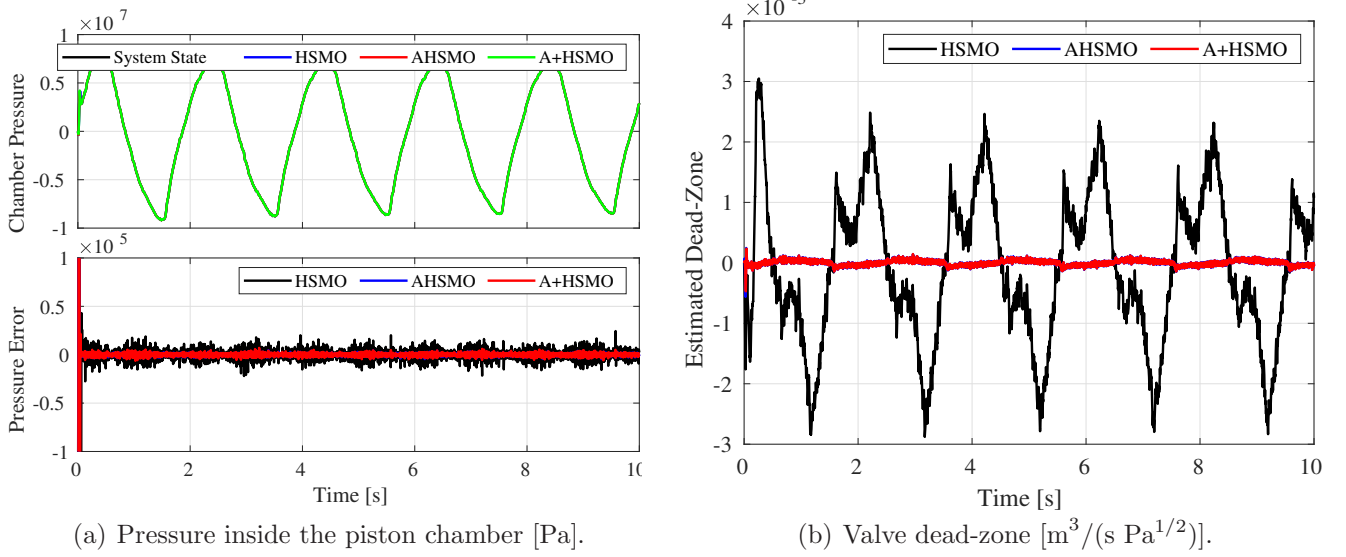 ×10 7
1
0.5
0
-0.5
-1
Chamber Pressure
System State HSMO AHSMO A+HSMO
×10 5
1
0.5
0
-0.5
-1
Pressure Error
HSMO AHSMO A+HSMO
0 2 4 6 8 10
Time [s]
(a) Pressure inside the piston chamber [Pa].
×10
4
3
2
1
0
-1
-2
-3
Estimated Dead-Zone
HSMO AHSMO A+HSMO
0 2 4 6 8 10
Time [s]
(b) Valve dead-zone [m3/(s Pa1/2)].